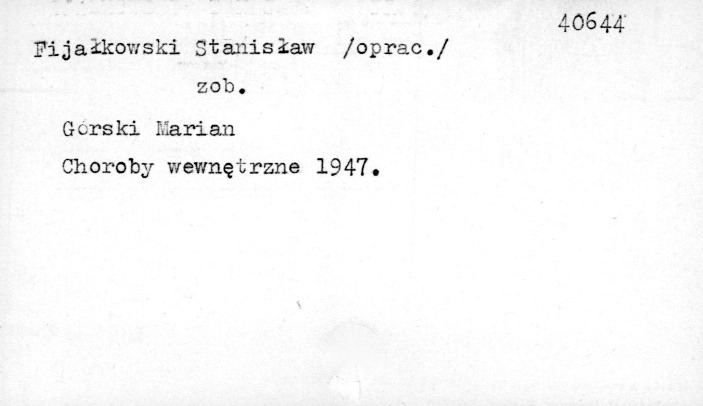 40644
Fijałkowski Stanisław /oprac./
zob.
Górski Marian
Choroby wewnętrzne 1947.